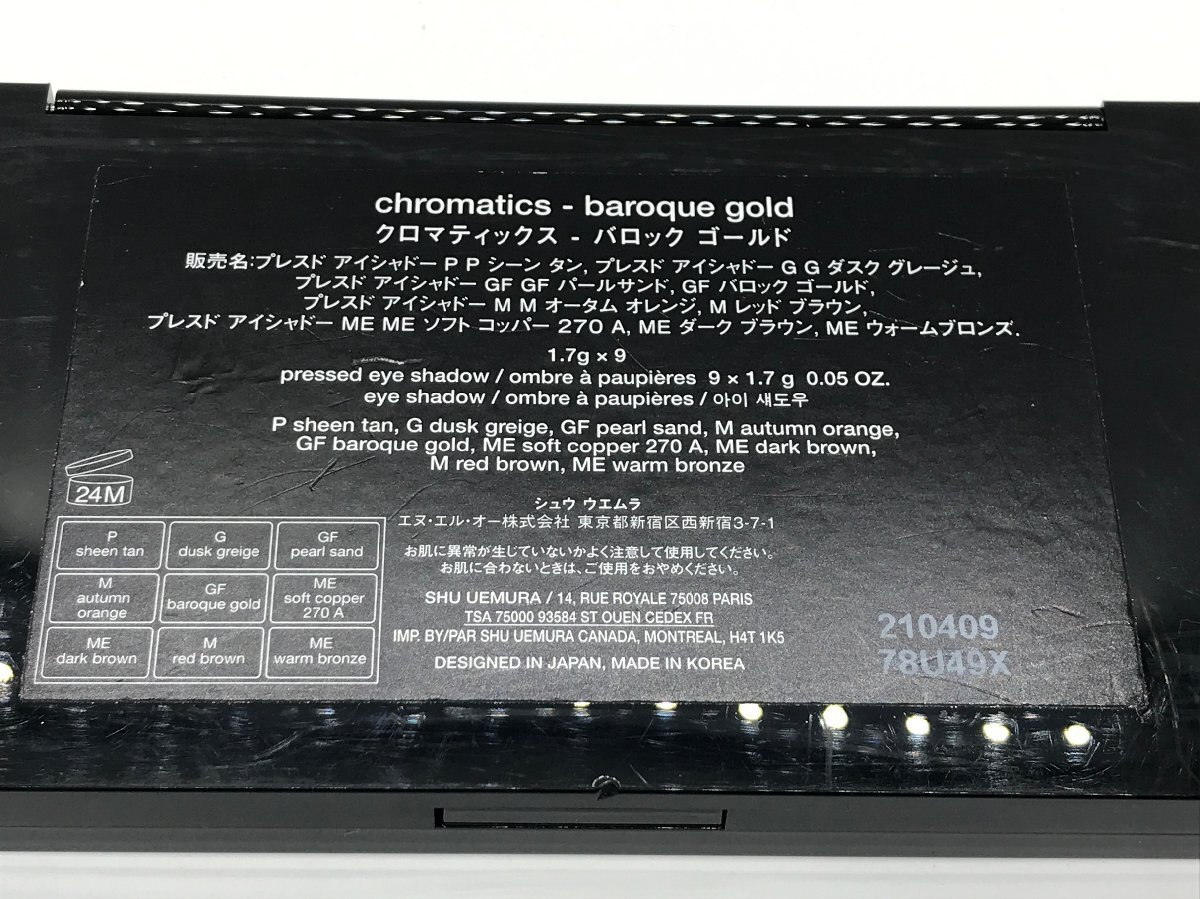 chromatics - baroque gold
クロマティックス - バロック ゴールド
販売名:プレスド アイシャドー P P シーン タン, プレスド アイシャドー G G ダスク グレージュ,
プレスド アイシャドー GF GF パールサンド, GF バロック ゴールド,
プレスド アイシャドー M M オータム オレンジ, M レッド ブラウン,
プレスド アイシャドー ME ME ソフト コッパー 270 A, ME ダーク ブラウン, ME ウォームブロンズ.
1.7g × 9
pressed eye shadow / ombre à paupières 9 × 1.7 g 0.05 OZ.
eye shadow / ombre à paupières / 아이 섀도우
P sheen tan, G dusk greige, GF pearl sand, M autumn orange,
GF baroque gold, ME soft copper 270 A, ME dark brown,
M red brown, ME warm bronze
24M
P
sheen tan
G
dusk greige
GF
pearl sand
M
autumn
orange
GF
baroque gold
ME
soft copper
270 A
ME
dark brown
M
red brown
ME
warm bronze
シュウ ウエムラ
エヌ・エル・オー株式会社 東京都新宿区西新宿3-7-1
お肌に異常が生じていないかよく注意して使用してください。
お肌に合わないときは、ご使用をおやめください。
SHU UEMURA / 14, RUE ROYALE 75008 PARIS
TSA 75000 93584 ST OUEN CEDEX FR
IMP. BY/PAR SHU UEMURA CANADA, MONTREAL, H4T 1K5
DESIGNED IN JAPAN, MADE IN KOREA
210409
78U49X